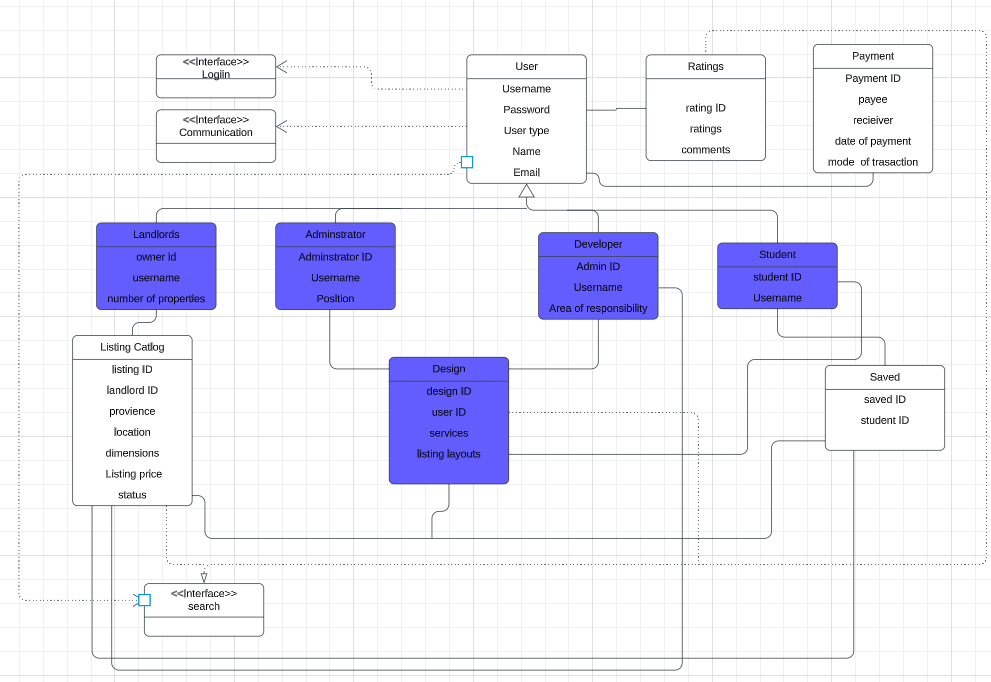 <<Interface>>
Login
<<Interface>>
Communication
User
Username
Password
User type
Name
Email
Ratings
rating ID
ratings
comments
Payment
Payment ID
payee
recieiver
date of payment
mode of trasaction
Landlords
owner id
username
number of properties
Adminstrator
Adminstrator ID
Username
Position
Developer
Admin ID
Username
Area of responsibility
Student
student ID
Username
Listing Catlog
listing ID
landlord ID
provience
location
dimensions
Listing price
status
Design
design ID
user ID
services
listing layouts
Saved
saved ID
student ID
<<Interface>>
search